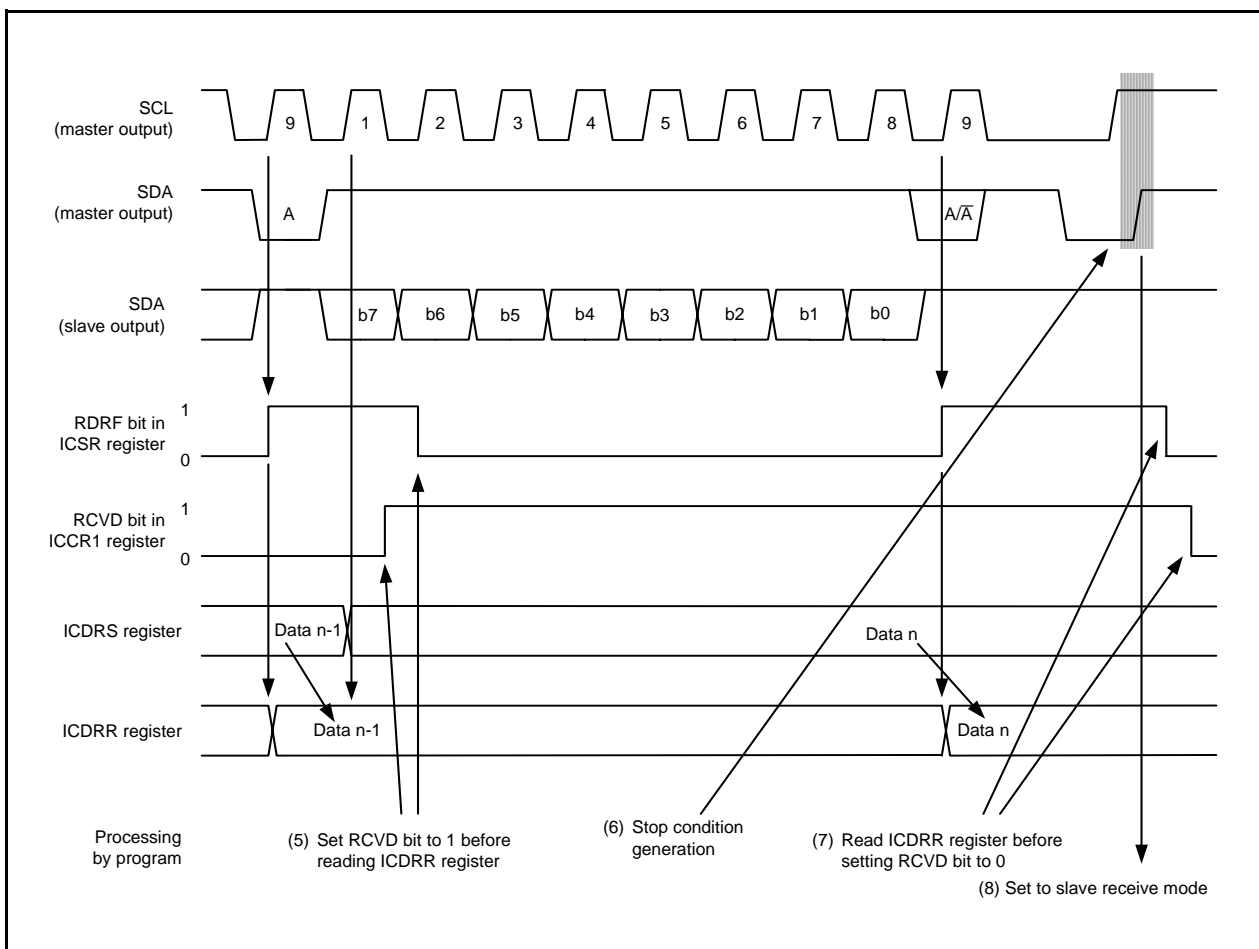 SCL
(master output)
9 1 2 3 4 5 6 7 8 9
SDA
(master output)
A A/A̅
SDA
(slave output)
b7 b6 b5 b4 b3 b2 b1 b0
RDRF bit in
ICSR register
1
0
RCVD bit in
ICCR1 register
1
0
ICDRS register
Data n-1 Data n
ICDRR register
Data n-1 Data n
Processing
by program
(5) Set RCVD bit to 1 before
reading ICDRR register
(6) Stop condition
generation
(7) Read ICDRR register before
setting RCVD bit to 0
(8) Set to slave receive mode